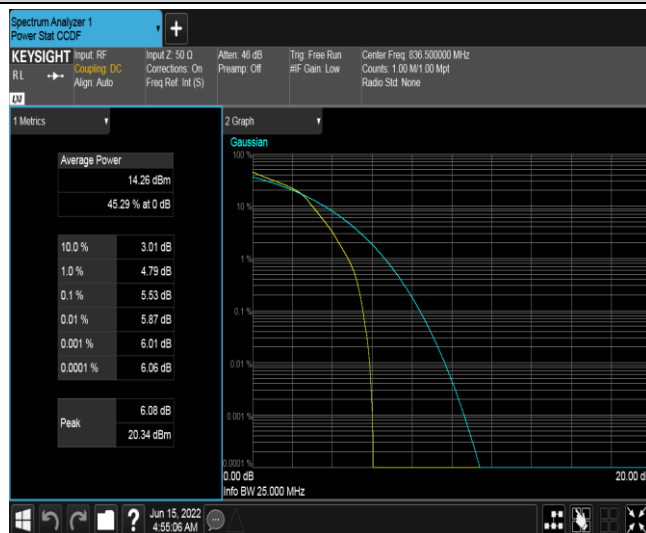 Spectrum Analyzer 1
Power Stat CCDF
+
KEYSIGHT
RL
LXI
Input: RF
Coupling: DC
Align: Auto
Input Z: 50 Ω
Corrections: On
Freq Ref: Int (S)
Atten: 46 dB
Preamp: Off
Trig: Free Run
#IF Gain: Low
Center Freq: 836.500000 MHz
Counts: 1.00 M/1.00 Mpt
Radio Std: None
1 Metrics
Average Power
14.26 dBm
45.29 % at 0 dB
10.0 % 3.01 dB
1.0 % 4.79 dB
0.1 % 5.53 dB
0.01 % 5.87 dB
0.001 % 6.01 dB
0.0001 % 6.06 dB
Peak
6.08 dB
20.34 dBm
2 Graph
Gaussian
100 %
10 %
1 %
0.1 %
0.01 %
0.001 %
0.0001 %
0.00 dB
20.00 d
Info BW 25.000 MHz
?
Jun 15, 2022
4:55:06 AM